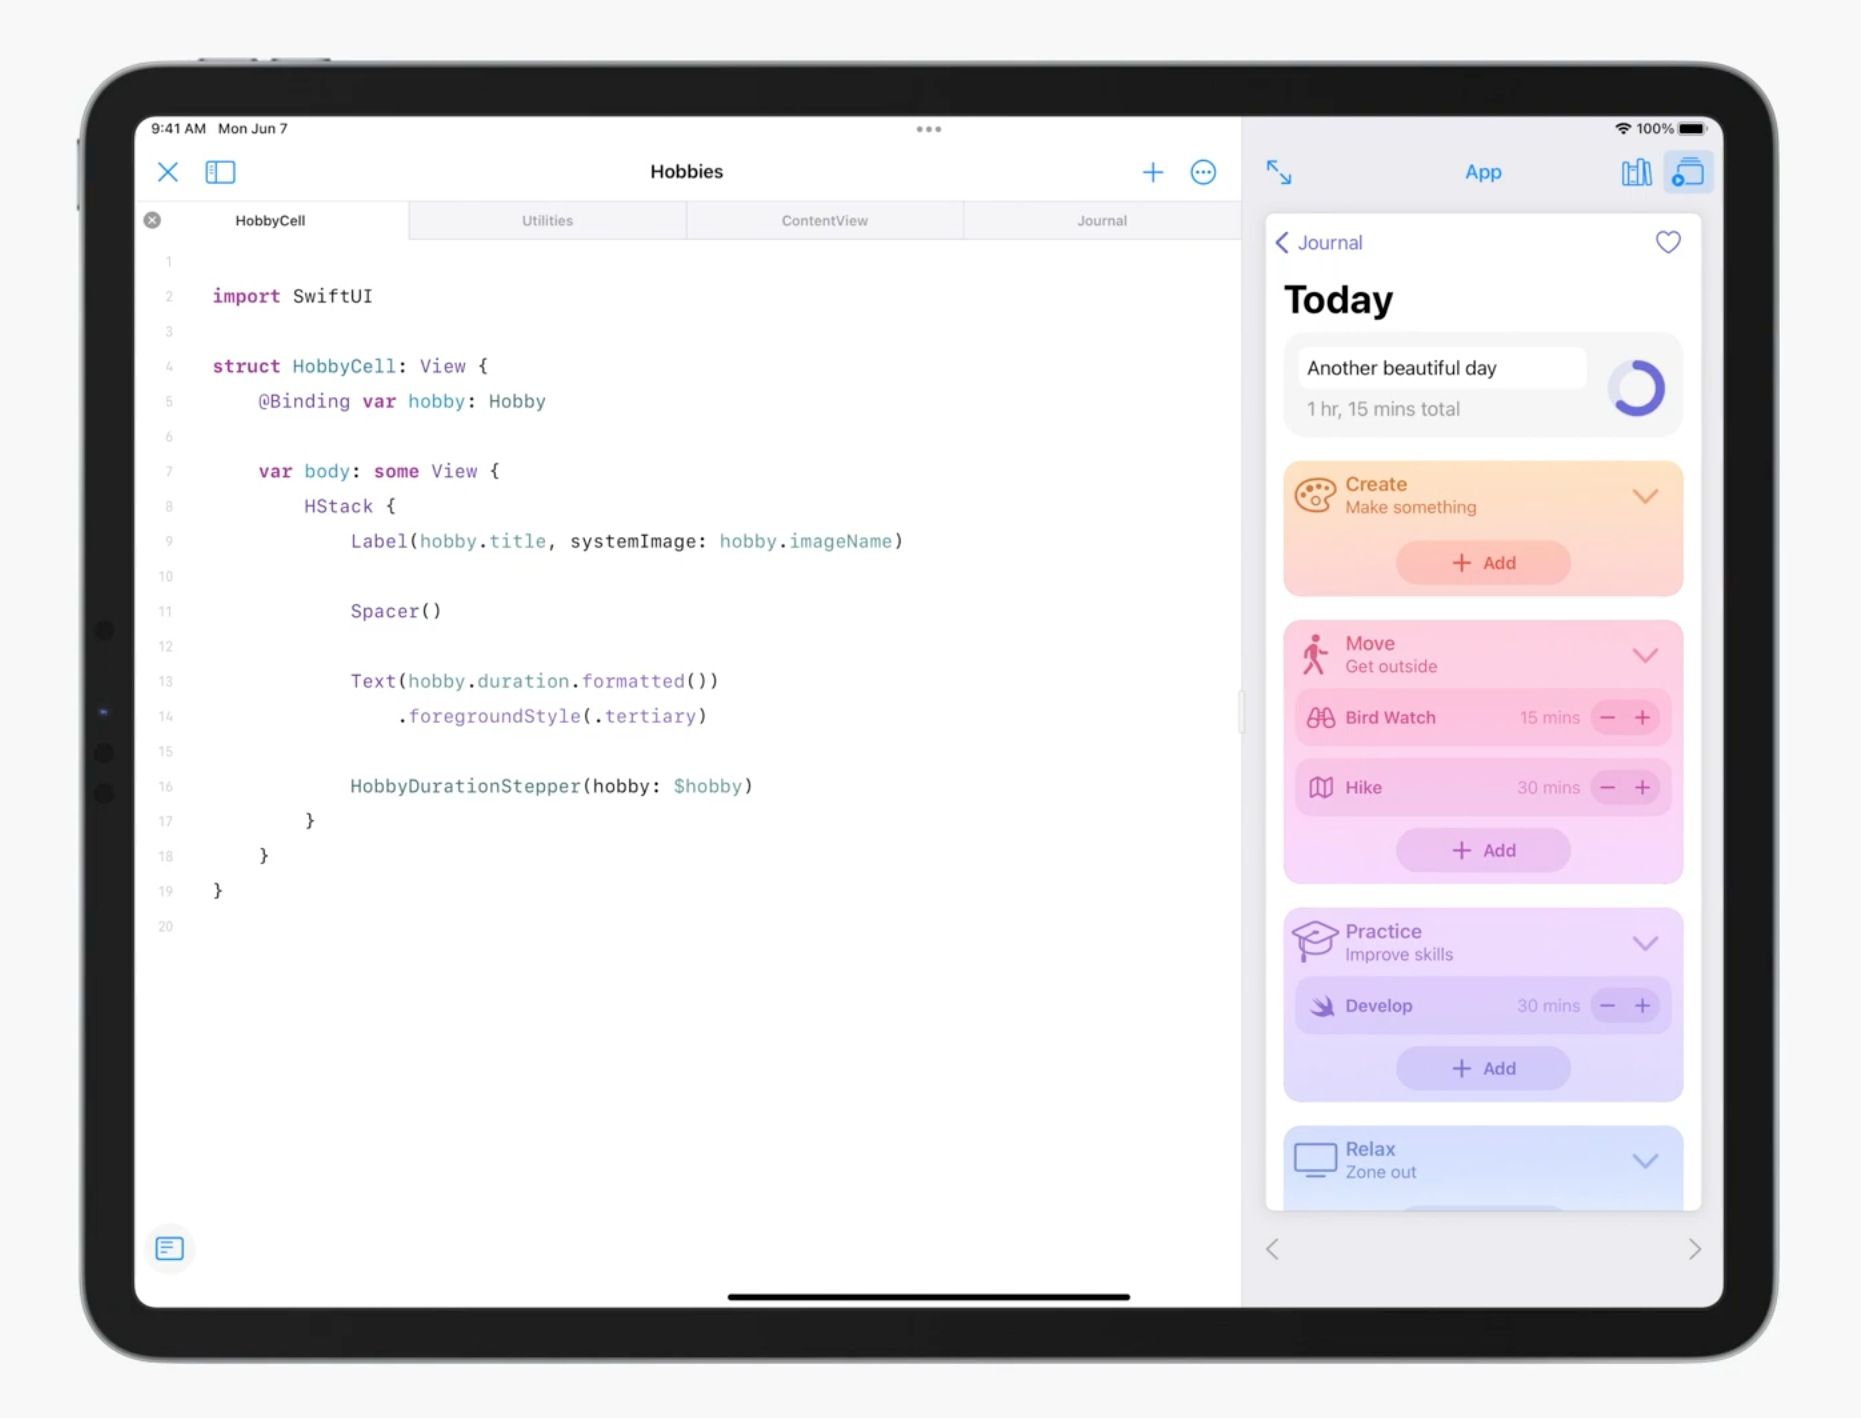 9:41 AM Mon Jun 7
100%
Hobbies
App
HobbyCell
Utilities
ContentView
Journal
1
2 import SwiftUI
3
4 struct HobbyCell: View {
5 @Binding var hobby: Hobby
6
7 var body: some View {
8 HStack {
9 Label(hobby.title, systemImage: hobby.imageName)
10
11 Spacer()
12
13 Text(hobby.duration.formatted())
14 .foregroundStyle(.tertiary)
15
16 HobbyDurationStepper(hobby: $hobby)
17 }
18 }
19 }
20
Journal
Today
Another beautiful day
1 hr, 15 mins total
Create
Make something
+ Add
Move
Get outside
Bird Watch 15 mins − +
Hike 30 mins − +
+ Add
Practice
Improve skills
Develop 30 mins − +
+ Add
Relax
Zone out